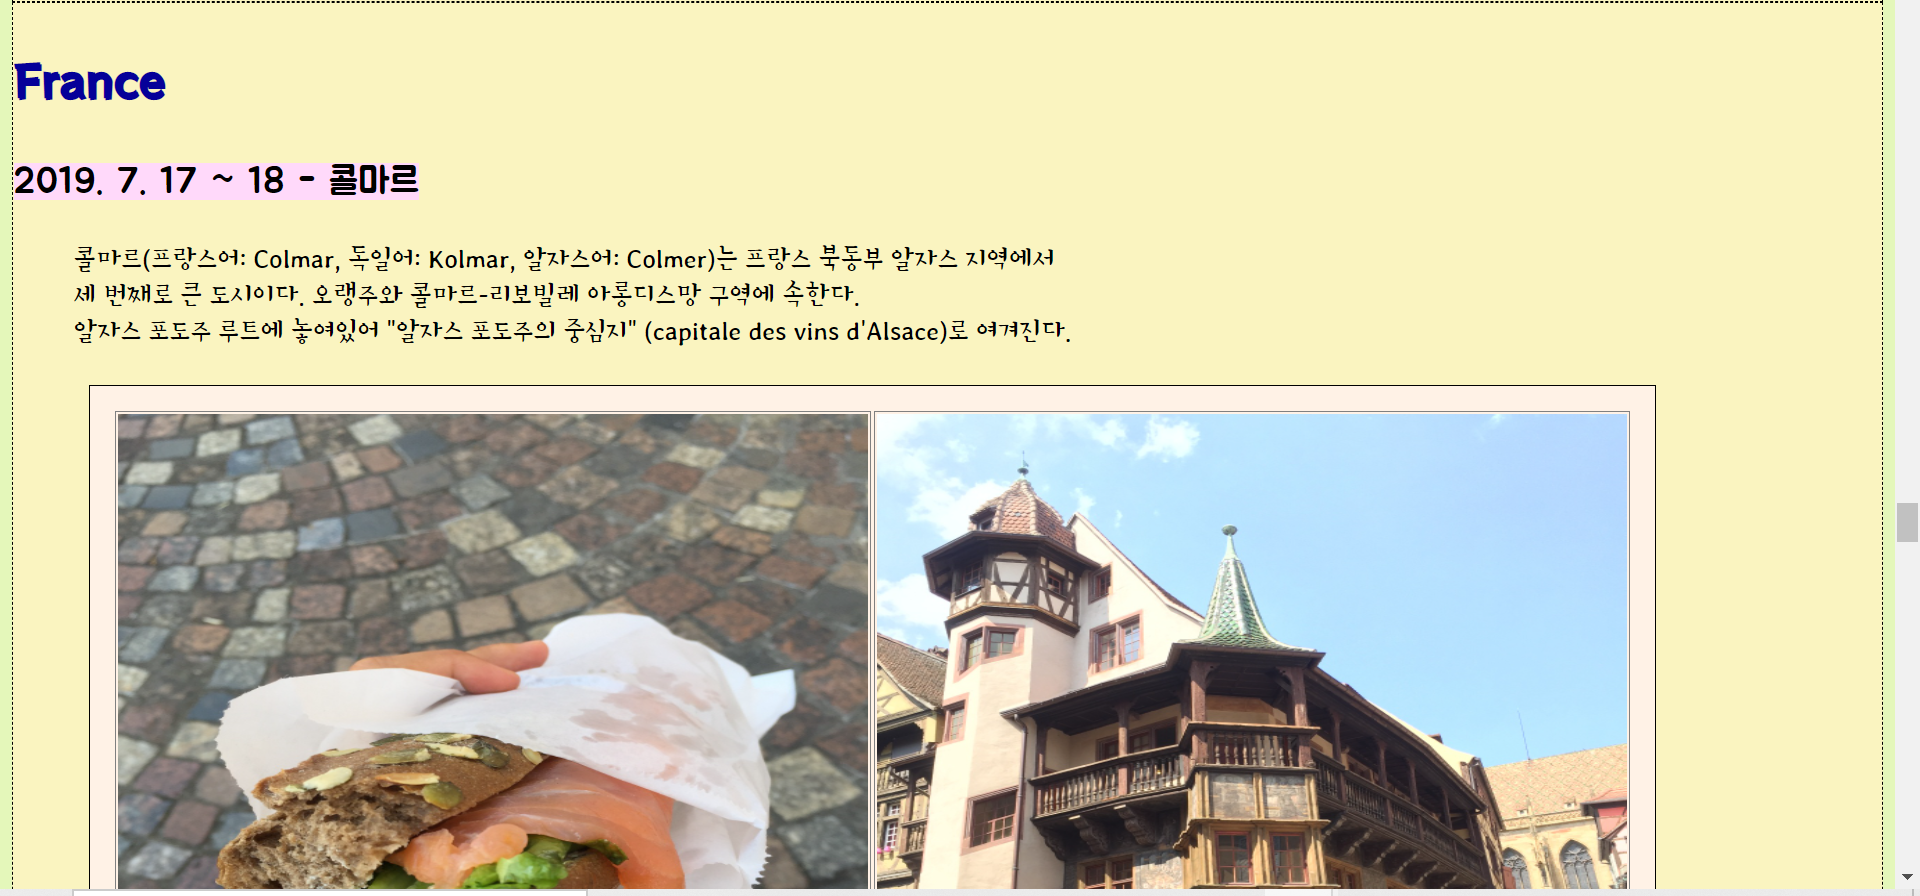 France
2019. 7. 17 ~ 18 - 콜마르
콜마르(프랑스어: Colmar, 독일어: Kolmar, 알자스어: Colmer)는 프랑스 북동부 알자스 지역에서
세 번째로 큰 도시이다. 오랭주와 콜마르-리보빌레 아롱디스망 구역에 속한다.
알자스 포도주 루트에 놓여있어 "알자스 포도주의 중심지" (capitale des vins d'Alsace)로 여겨진다.